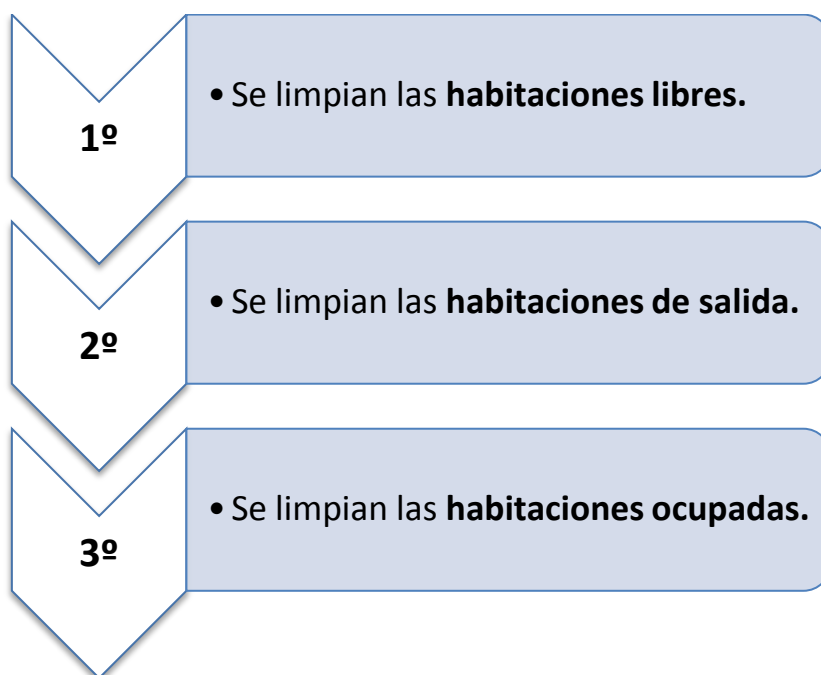 1º
• Se limpian las habitaciones libres.
2º
• Se limpian las habitaciones de salida.
3º
• Se limpian las habitaciones ocupadas.